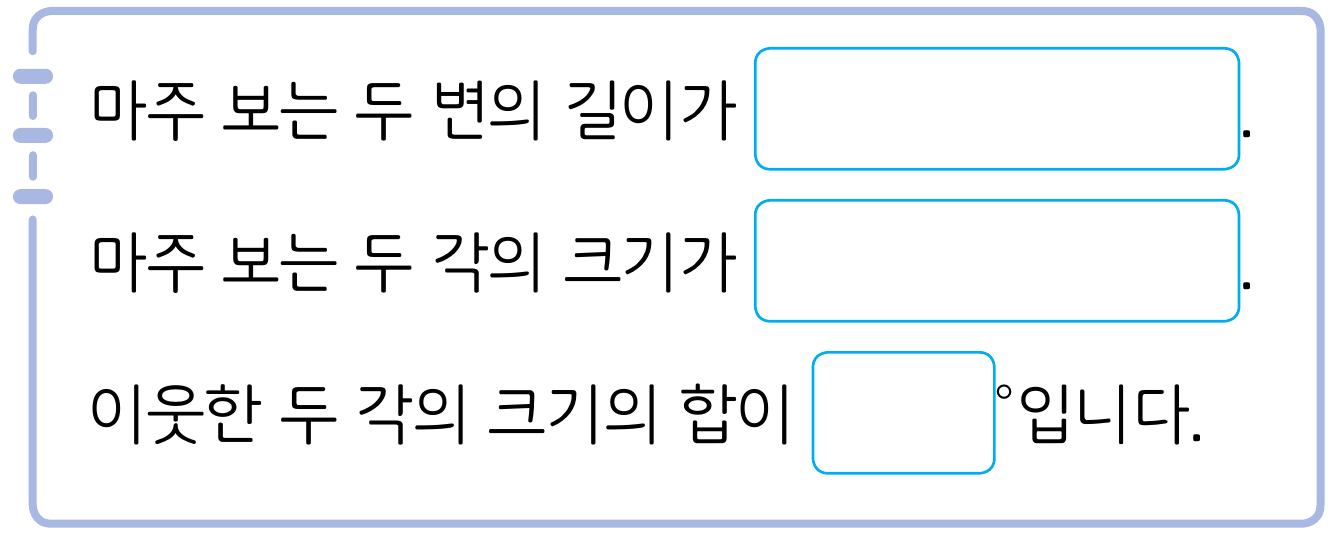 마주 보는 두 변의 길이가 .
마주 보는 두 각의 크기가 .
이웃한 두 각의 크기의 합이 °입니다.